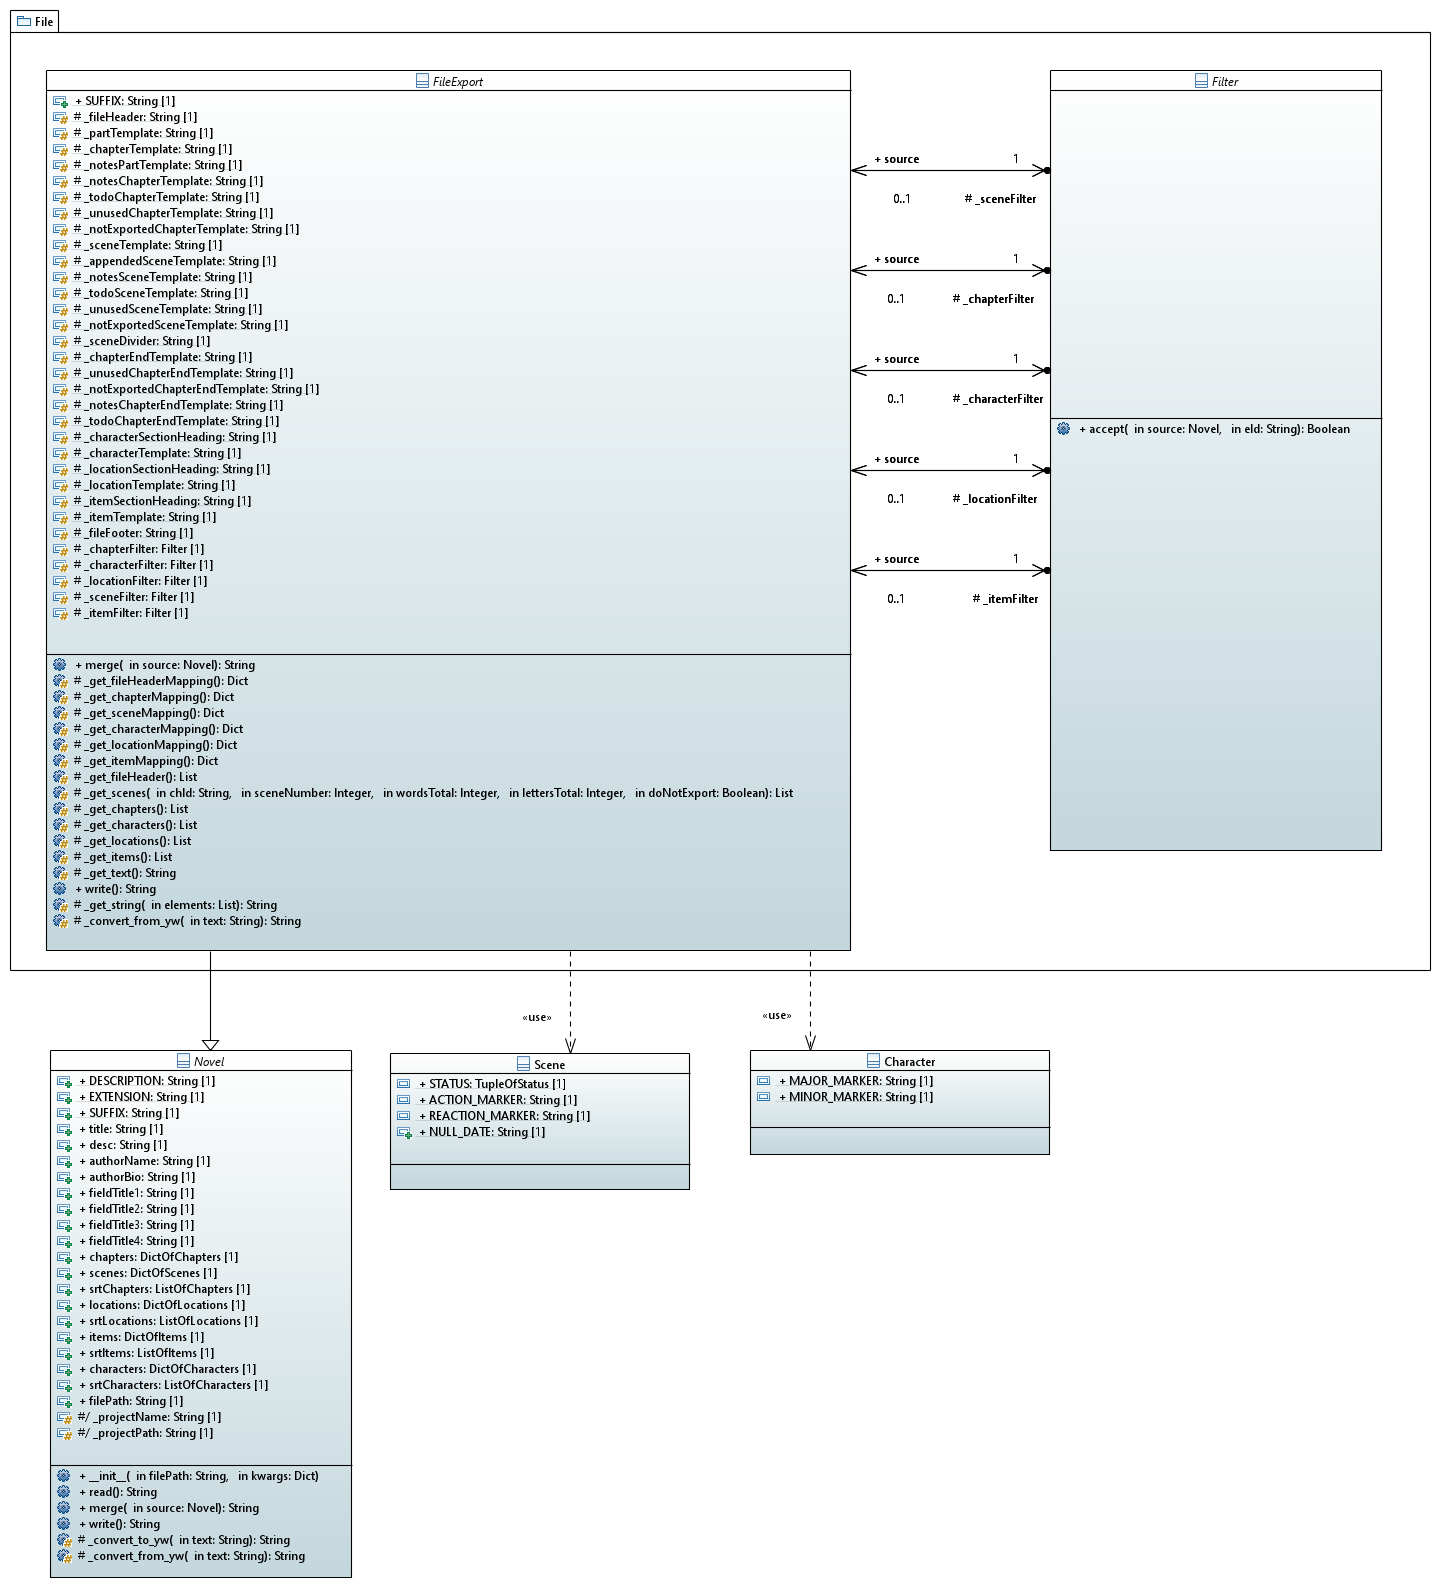 File
FileExport
+ SUFFIX: String [1]
# _fileHeader: String [1]
# _partTemplate: String [1]
# _chapterTemplate: String [1]
# _notesPartTemplate: String [1]
# _notesChapterTemplate: String [1]
# _todoChapterTemplate: String [1]
# _unusedChapterTemplate: String [1]
# _notExportedChapterTemplate: String [1]
# _sceneTemplate: String [1]
# _appendedSceneTemplate: String [1]
# _notesSceneTemplate: String [1]
# _todoSceneTemplate: String [1]
# _unusedSceneTemplate: String [1]
# _notExportedSceneTemplate: String [1]
# _sceneDivider: String [1]
# _chapterEndTemplate: String [1]
# _unusedChapterEndTemplate: String [1]
# _notExportedChapterEndTemplate: String [1]
# _notesChapterEndTemplate: String [1]
# _todoChapterEndTemplate: String [1]
# _characterSectionHeading: String [1]
# _characterTemplate: String [1]
# _locationSectionHeading: String [1]
# _locationTemplate: String [1]
# _itemSectionHeading: String [1]
# _itemTemplate: String [1]
# _fileFooter: String [1]
# _chapterFilter: Filter [1]
# _characterFilter: Filter [1]
# _locationFilter: Filter [1]
# _sceneFilter: Filter [1]
# _itemFilter: Filter [1]
+ merge(  in source: Novel): String
# _get_fileHeaderMapping(): Dict
# _get_chapterMapping(): Dict
# _get_sceneMapping(): Dict
# _get_characterMapping(): Dict
# _get_locationMapping(): Dict
# _get_itemMapping(): Dict
# _get_fileHeader(): List
# _get_scenes(  in chId: String,   in sceneNumber: Integer,   in wordsTotal: Integer,   in lettersTotal: Integer,   in doNotExport: Boolean): List
# _get_chapters(): List
# _get_characters(): List
# _get_locations(): List
# _get_items(): List
# _get_text(): String
+ write(): String
# _get_string(  in elements: List): String
# _convert_from_yw(  in text: String): String
+ source 1
0..1 # _sceneFilter
+ source 1
0..1 # _chapterFilter
+ source 1
0..1 # _characterFilter
+ source 1
0..1 # _locationFilter
+ source 1
0..1 # _itemFilter
Filter
+ accept(  in source: Novel,   in eId: String): Boolean
«use»
«use»
Novel
+ DESCRIPTION: String [1]
+ EXTENSION: String [1]
+ SUFFIX: String [1]
+ title: String [1]
+ desc: String [1]
+ authorName: String [1]
+ authorBio: String [1]
+ fieldTitle1: String [1]
+ fieldTitle2: String [1]
+ fieldTitle3: String [1]
+ fieldTitle4: String [1]
+ chapters: DictOfChapters [1]
+ scenes: DictOfScenes [1]
+ srtChapters: ListOfChapters [1]
+ locations: DictOfLocations [1]
+ srtLocations: ListOfLocations [1]
+ items: DictOfItems [1]
+ srtItems: ListOfItems [1]
+ characters: DictOfCharacters [1]
+ srtCharacters: ListOfCharacters [1]
+ filePath: String [1]
#/ _projectName: String [1]
#/ _projectPath: String [1]
+ __init__(  in filePath: String,   in kwargs: Dict)
+ read(): String
+ merge(  in source: Novel): String
+ write(): String
# _convert_to_yw(  in text: String): String
# _convert_from_yw(  in text: String): String
Scene
+ STATUS: TupleOfStatus [1]
+ ACTION_MARKER: String [1]
+ REACTION_MARKER: String [1]
+ NULL_DATE: String [1]
Character
+ MAJOR_MARKER: String [1]
+ MINOR_MARKER: String [1]